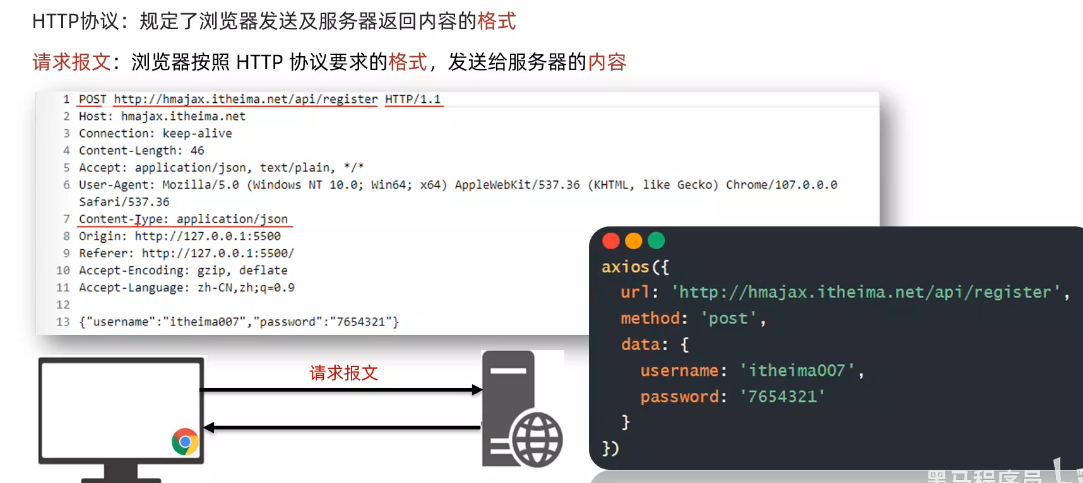 HTTP协议：规定了浏览器发送及服务器返回内容的格式
请求报文：浏览器按照 HTTP 协议要求的格式，发送给服务器的内容
1 POST http://hmajax.itheima.net/api/register HTTP/1.1
2 Host: hmajax.itheima.net
3 Connection: keep-alive
4 Content-Length: 46
5 Accept: application/json, text/plain, */*
6 User-Agent: Mozilla/5.0 (Windows NT 10.0; Win64; x64) AppleWebKit/537.36 (KHTML, like Gecko) Chrome/107.0.0.0
Safari/537.36
7 Content-Type: application/json
8 Origin: http://127.0.0.1:5500
9 Referer: http://127.0.0.1:5500/
10 Accept-Encoding: gzip, deflate
11 Accept-Language: zh-CN,zh;q=0.9
12
13 {"username":"itheima007","password":"7654321"}
请求报文
axios({
url: 'http://hmajax.itheima.net/api/register',
method: 'post',
data: {
username: 'itheima007',
password: '7654321'
}
})
黑马程序员